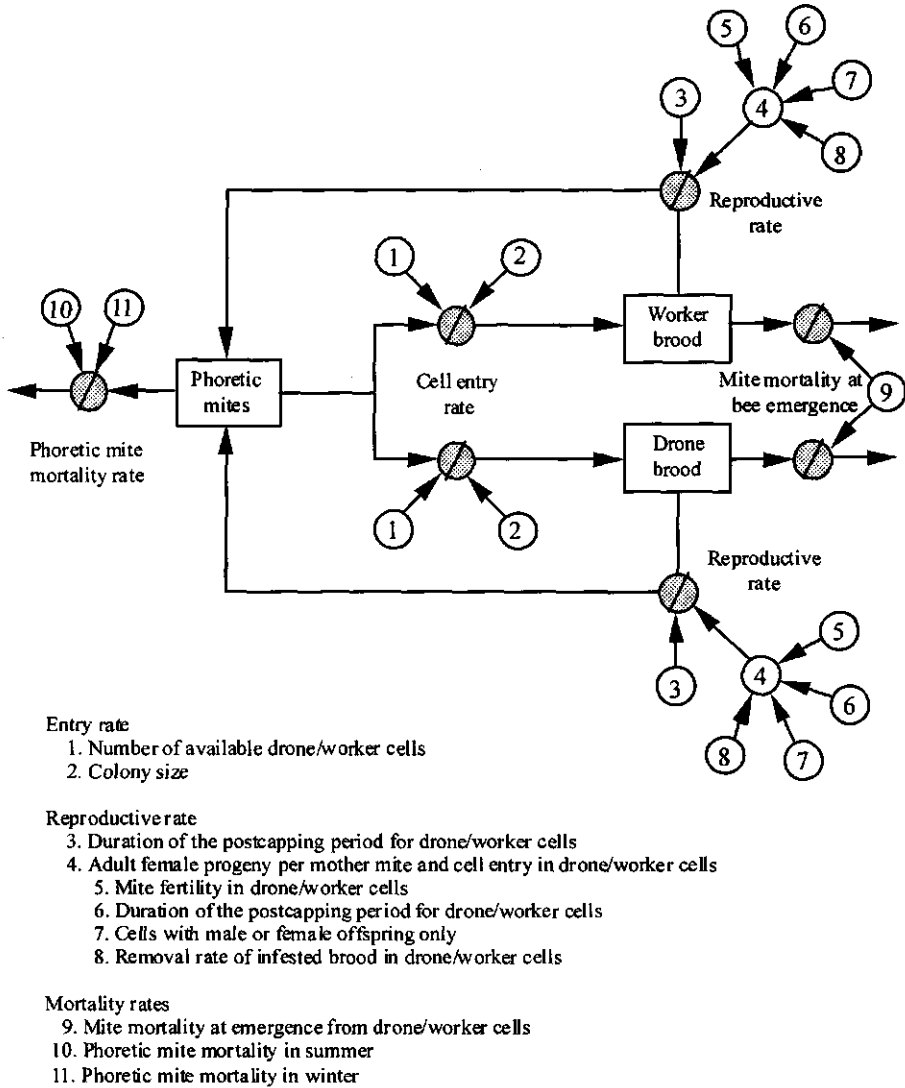 5
6
3
4
7
8
Reproductive
rate
1
2
10
11
Worker
brood
Phoretic
mites
Cell entry
rate
Mite mortality at
bee emergence
9
Phoretic mite
mortality rate
Drone
brood
1
2
Reproductive
rate
5
3
4
6
8
7
Entry rate
1. Number of available drone/worker cells
2. Colony size
Reproductive rate
3. Duration of the postcapping period for drone/worker cells
4. Adult female progeny per mother mite and cell entry in drone/worker cells
5. Mite fertility in drone/worker cells
6. Duration of the postcapping period for drone/worker cells
7. Cells with male or female offspring only
8. Removal rate of infested brood in drone/worker cells
Mortality rates
9. Mite mortality at emergence from drone/worker cells
10. Phoretic mite mortality in summer
11. Phoretic mite mortality in winter